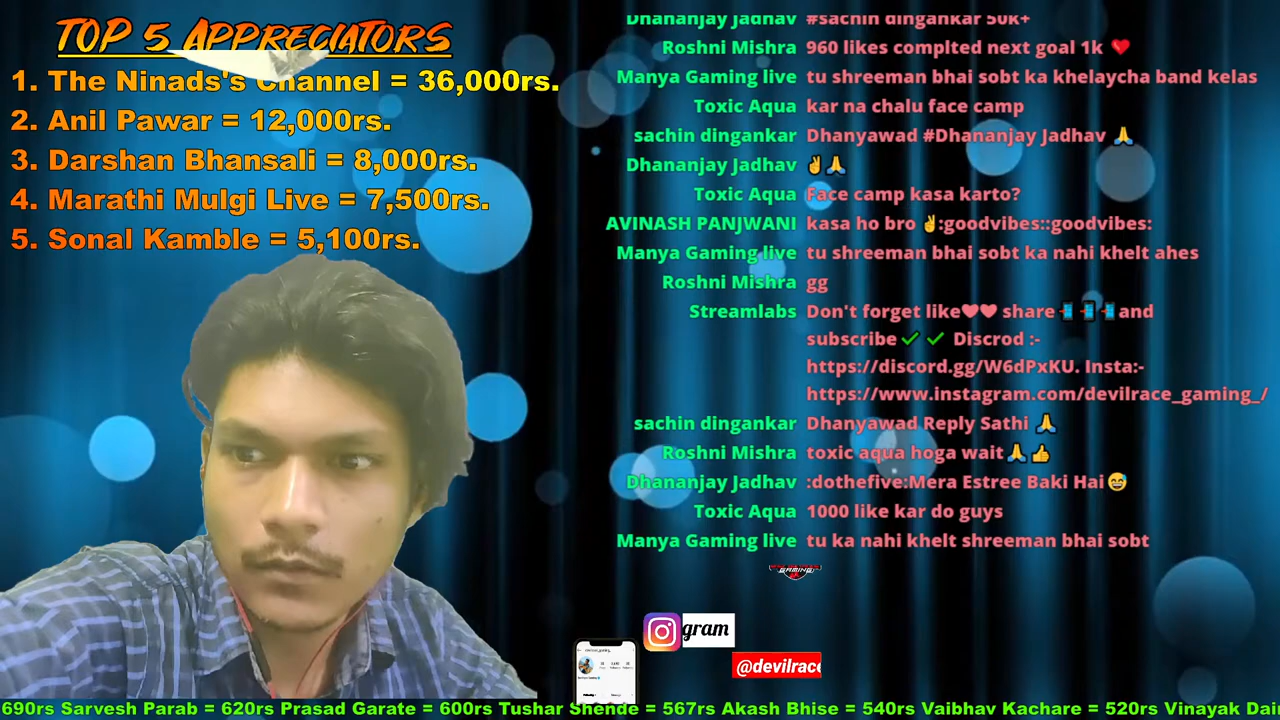 TOP 5 APPRECIATORS
1. The Ninads's Channel = 36,000rs.
2. Anil Pawar = 12,000rs.
3. Darshan Bhansali = 8,000rs.
4. Marathi Mulgi Live = 7,500rs.
5. Sonal Kamble = 5,100rs.
Dhananjay Jadhav #sachin dingankar 50k+
Roshni Mishra 960 likes complted next goal 1k 💔
Manya Gaming live tu shreeman bhai sobt ka khelaycha band kelas
Toxic Aqua kar na chalu face camp
sachin dingankar Dhanyawad #Dhananjay Jadhav 🙏
Dhananjay Jadhav ✌🙏
Toxic Aqua Face camp kasa karto?
AVINASH PANJWANI kasa ho bro ✌:goodvibes::goodvibes:
Manya Gaming live tu shreeman bhai sobt ka nahi khelt ahes
Roshni Mishra gg
Streamlabs Don't forget like❤❤ share📲📲📲and
subscribe✔✔ Discrod :-
https://discord.gg/W6dPxKU. Insta:-
https://www.instagram.com/devilrace_gaming_/
sachin dingankar Dhanyawad Reply Sathi 🙏
Roshni Mishra toxic aqua hoga wait🙏👍
Dhananjay Jadhav :dothefive:Mera Estree Baki Hai😅
Toxic Aqua 1000 like kar do guys
Manya Gaming live tu ka nahi khelt shreeman bhai sobt
GAMING
gram
@devilrace
690rs Sarvesh Parab = 620rs Prasad Garate = 600rs Tushar Shende = 567rs Akash Bhise = 540rs Vaibhav Kachare = 520rs Vinayak Dai